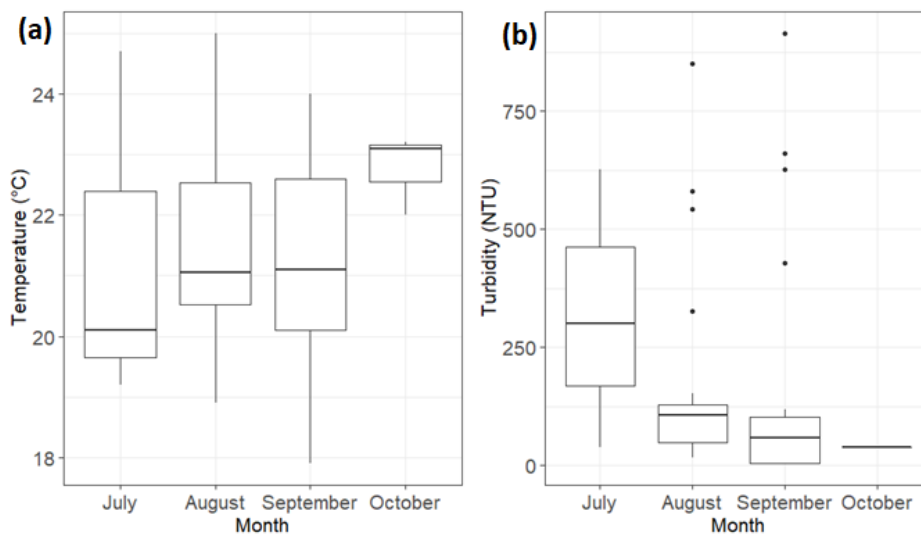 (a)
Temperature (°C)
24
22
20
18
July August September October
Month
(b)
Turbidity (NTU)
750
500
250
0
July August September October
Month